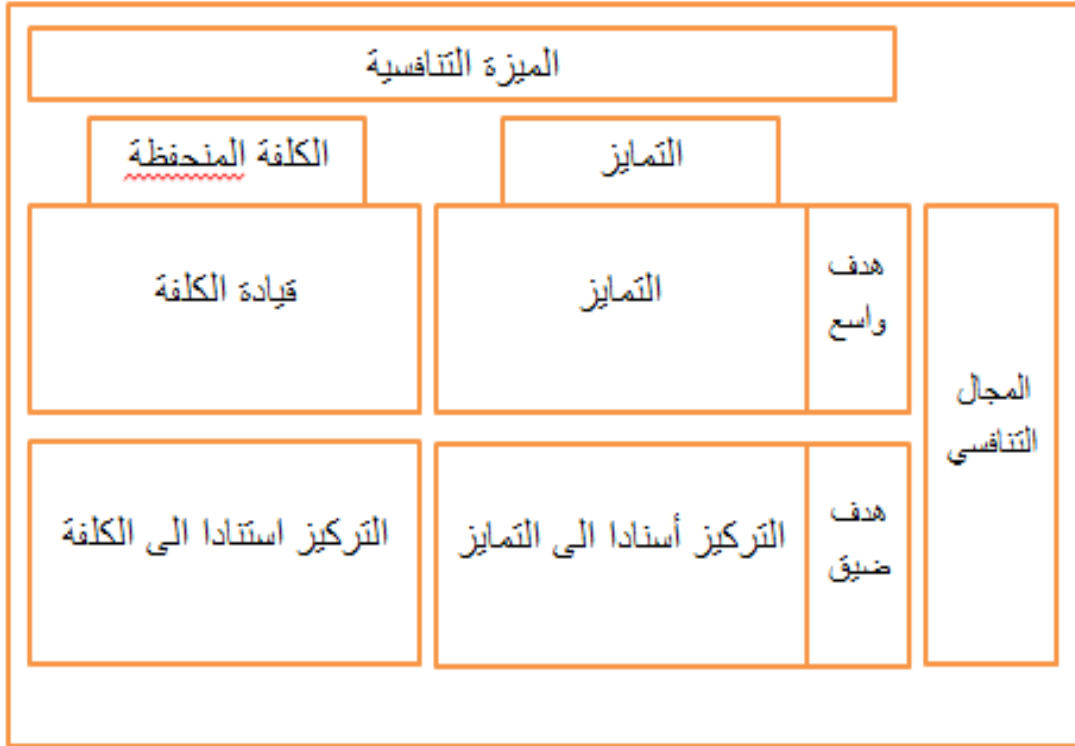 الميزة التنافسية
التمايز
الكلفة المنحفظة
هدف
واسع
التمايز
قيادة الكلفة
المجال
التنافسي
هدف
ضيق
التركيز أسنادا الى التمايز
التركيز استنادا الى الكلفة